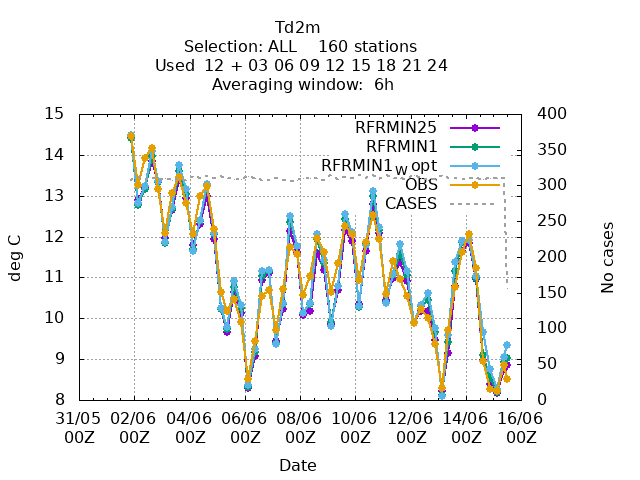 Td2m
Selection: ALL    160 stations
Used  12 + 03 06 09 12 15 18 21 24
Averaging window:  6h
RFRMIN25
RFRMIN1
RFRMIN1w opt
OBS
CASES
15
14
13
12
11
10
9
8
deg C
400
350
300
250
200
150
100
50
0
No cases
31/05 02/06 04/06 06/06 08/06 10/06 12/06 14/06 16/06
00Z 00Z 00Z 00Z 00Z 00Z 00Z 00Z 00Z
Date